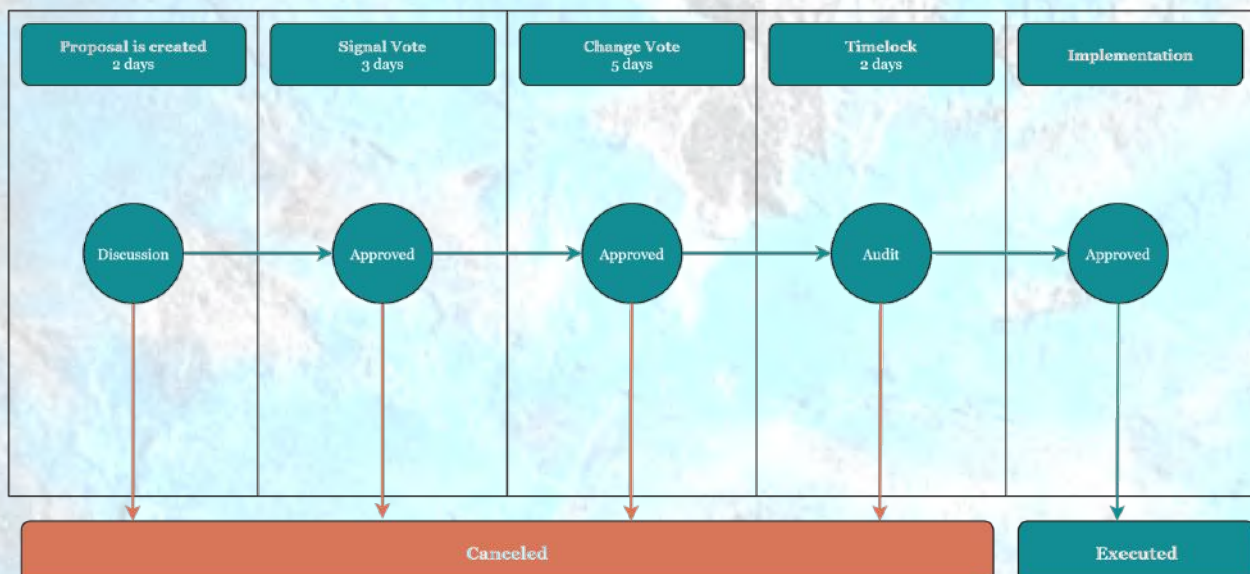 Proposal is created
2 days
Signal Vote
3 days
Change Vote
5 days
Timelock
2 days
Implementation
Discussion
Approved
Approved
Audit
Approved
Canceled
Executed